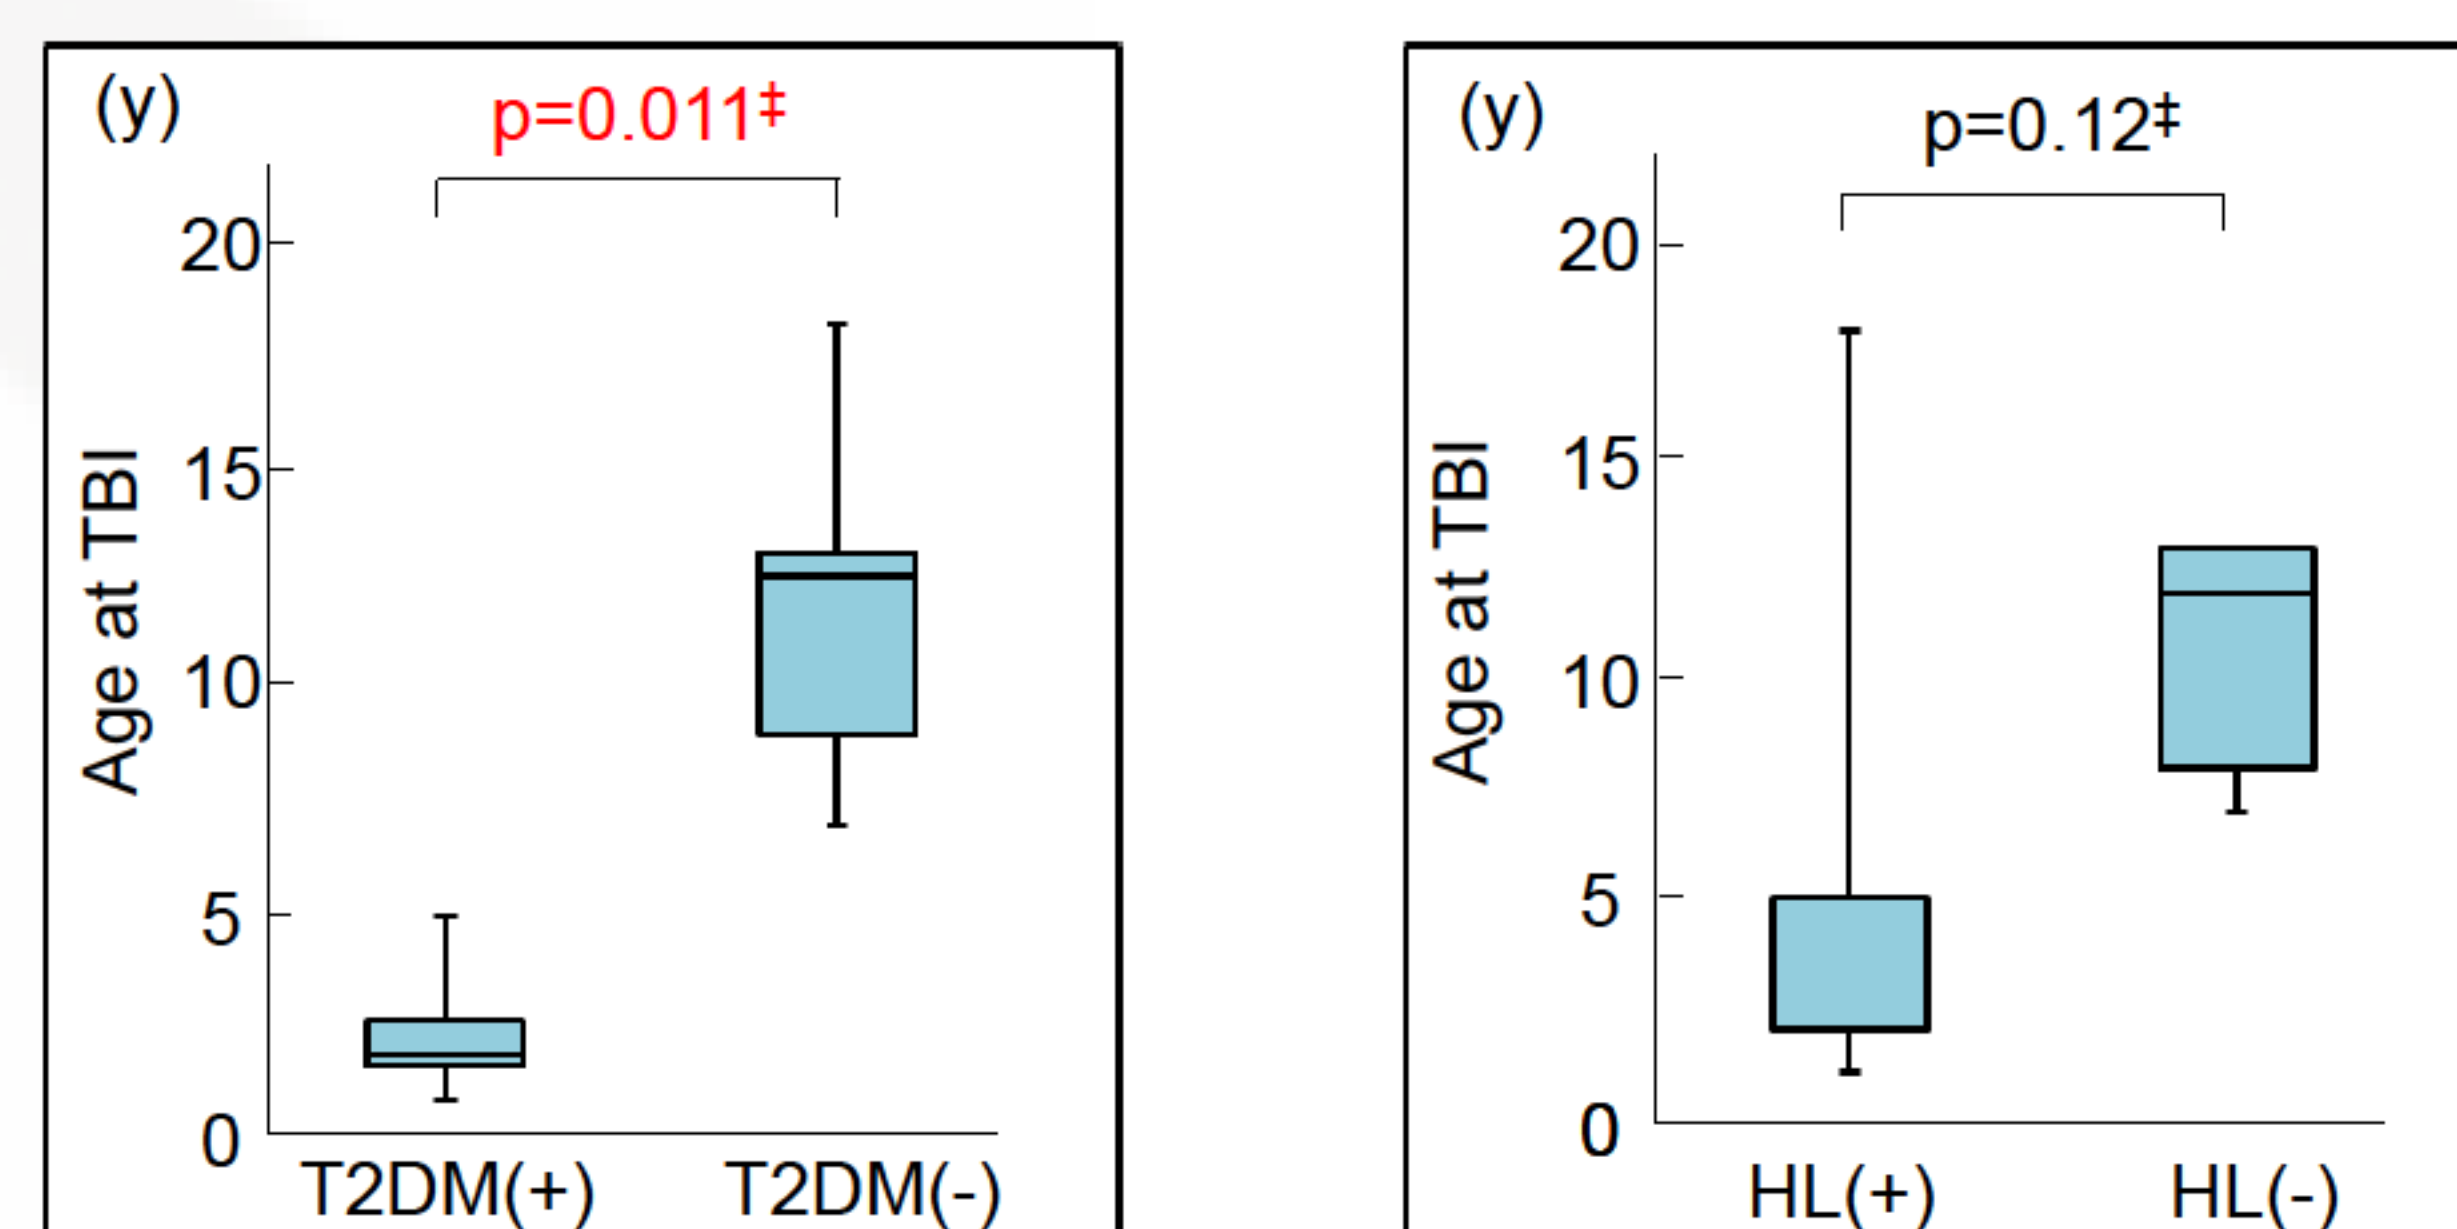 (y)
p=0.011‡
20
15
10
5
0
Age at TBI
T2DM(+)
T2DM(-)
(y)
p=0.12‡
20
15
10
5
0
Age at TBI
HL(+)
HL(-)